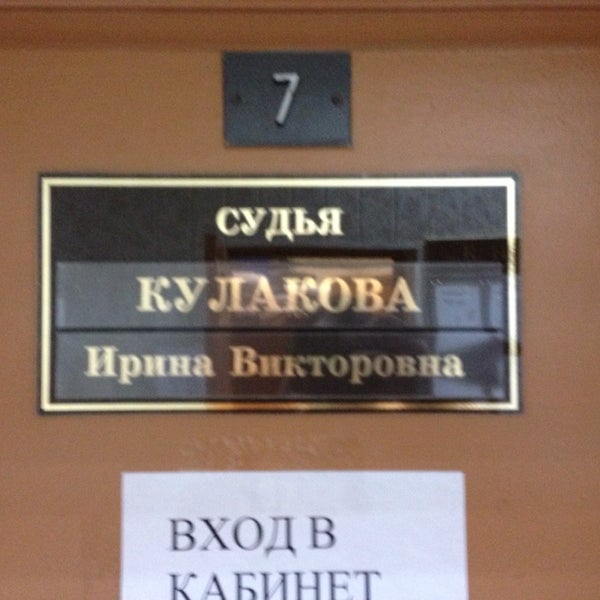 7
СУДЬЯ
КУЛАКОВА
Ирина Викторовна
ВХОД В
КАБИНЕТ